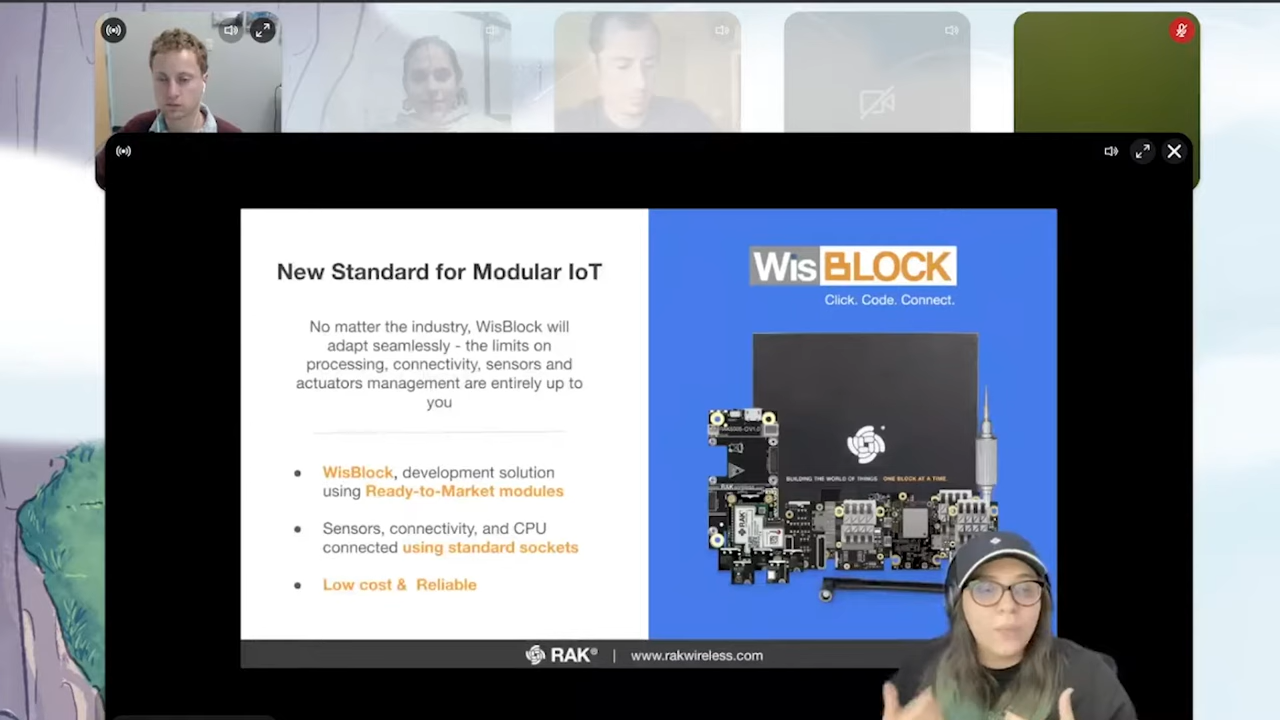 New Standard for Modular IoT
No matter the industry, WisBlock will
adapt seamlessly - the limits on
processing, connectivity, sensors and
actuators management are entirely up to
you
● WisBlock, development solution
using Ready-to-Market modules
● Sensors, connectivity, and CPU
connected using standard sockets
● Low cost & Reliable
WisBLOCK
Click. Code. Connect.
BUILDING THE WORLD OF THINGS ONE BLOCK AT A TIME
RAK
RAK® | www.rakwireless.com